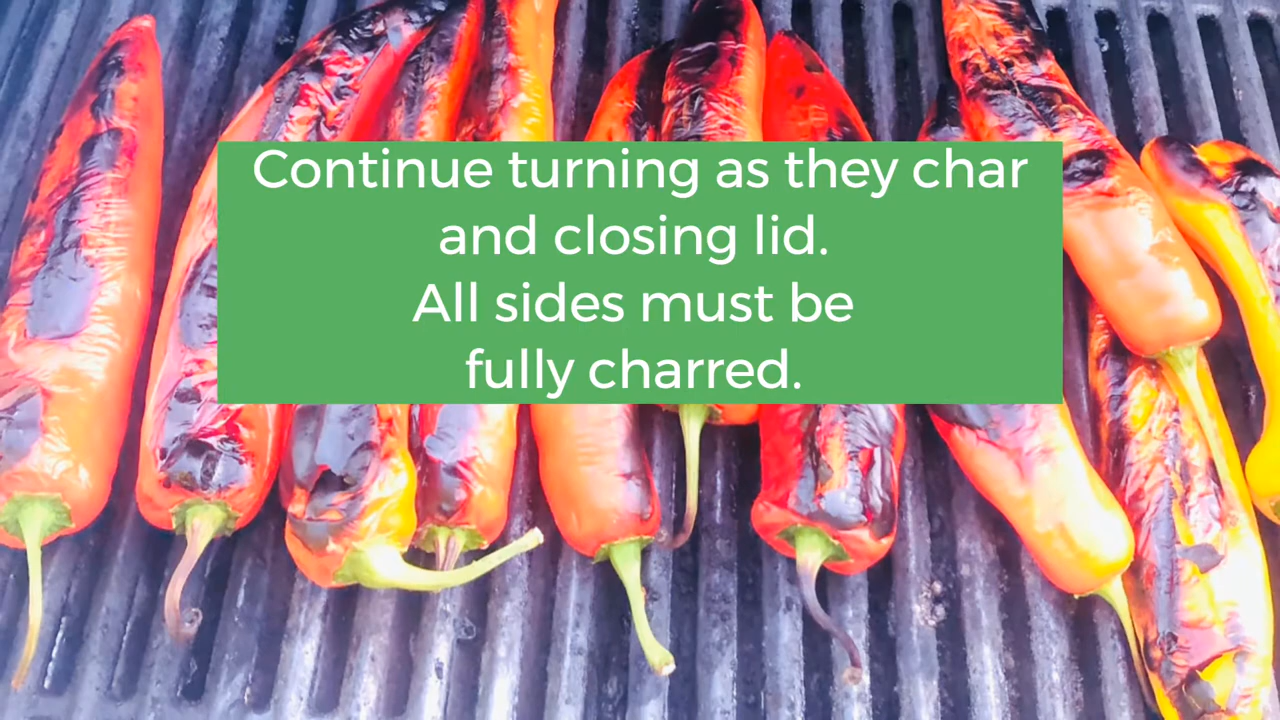 Continue turning as they char
and closing lid.
All sides must be
fully charred.